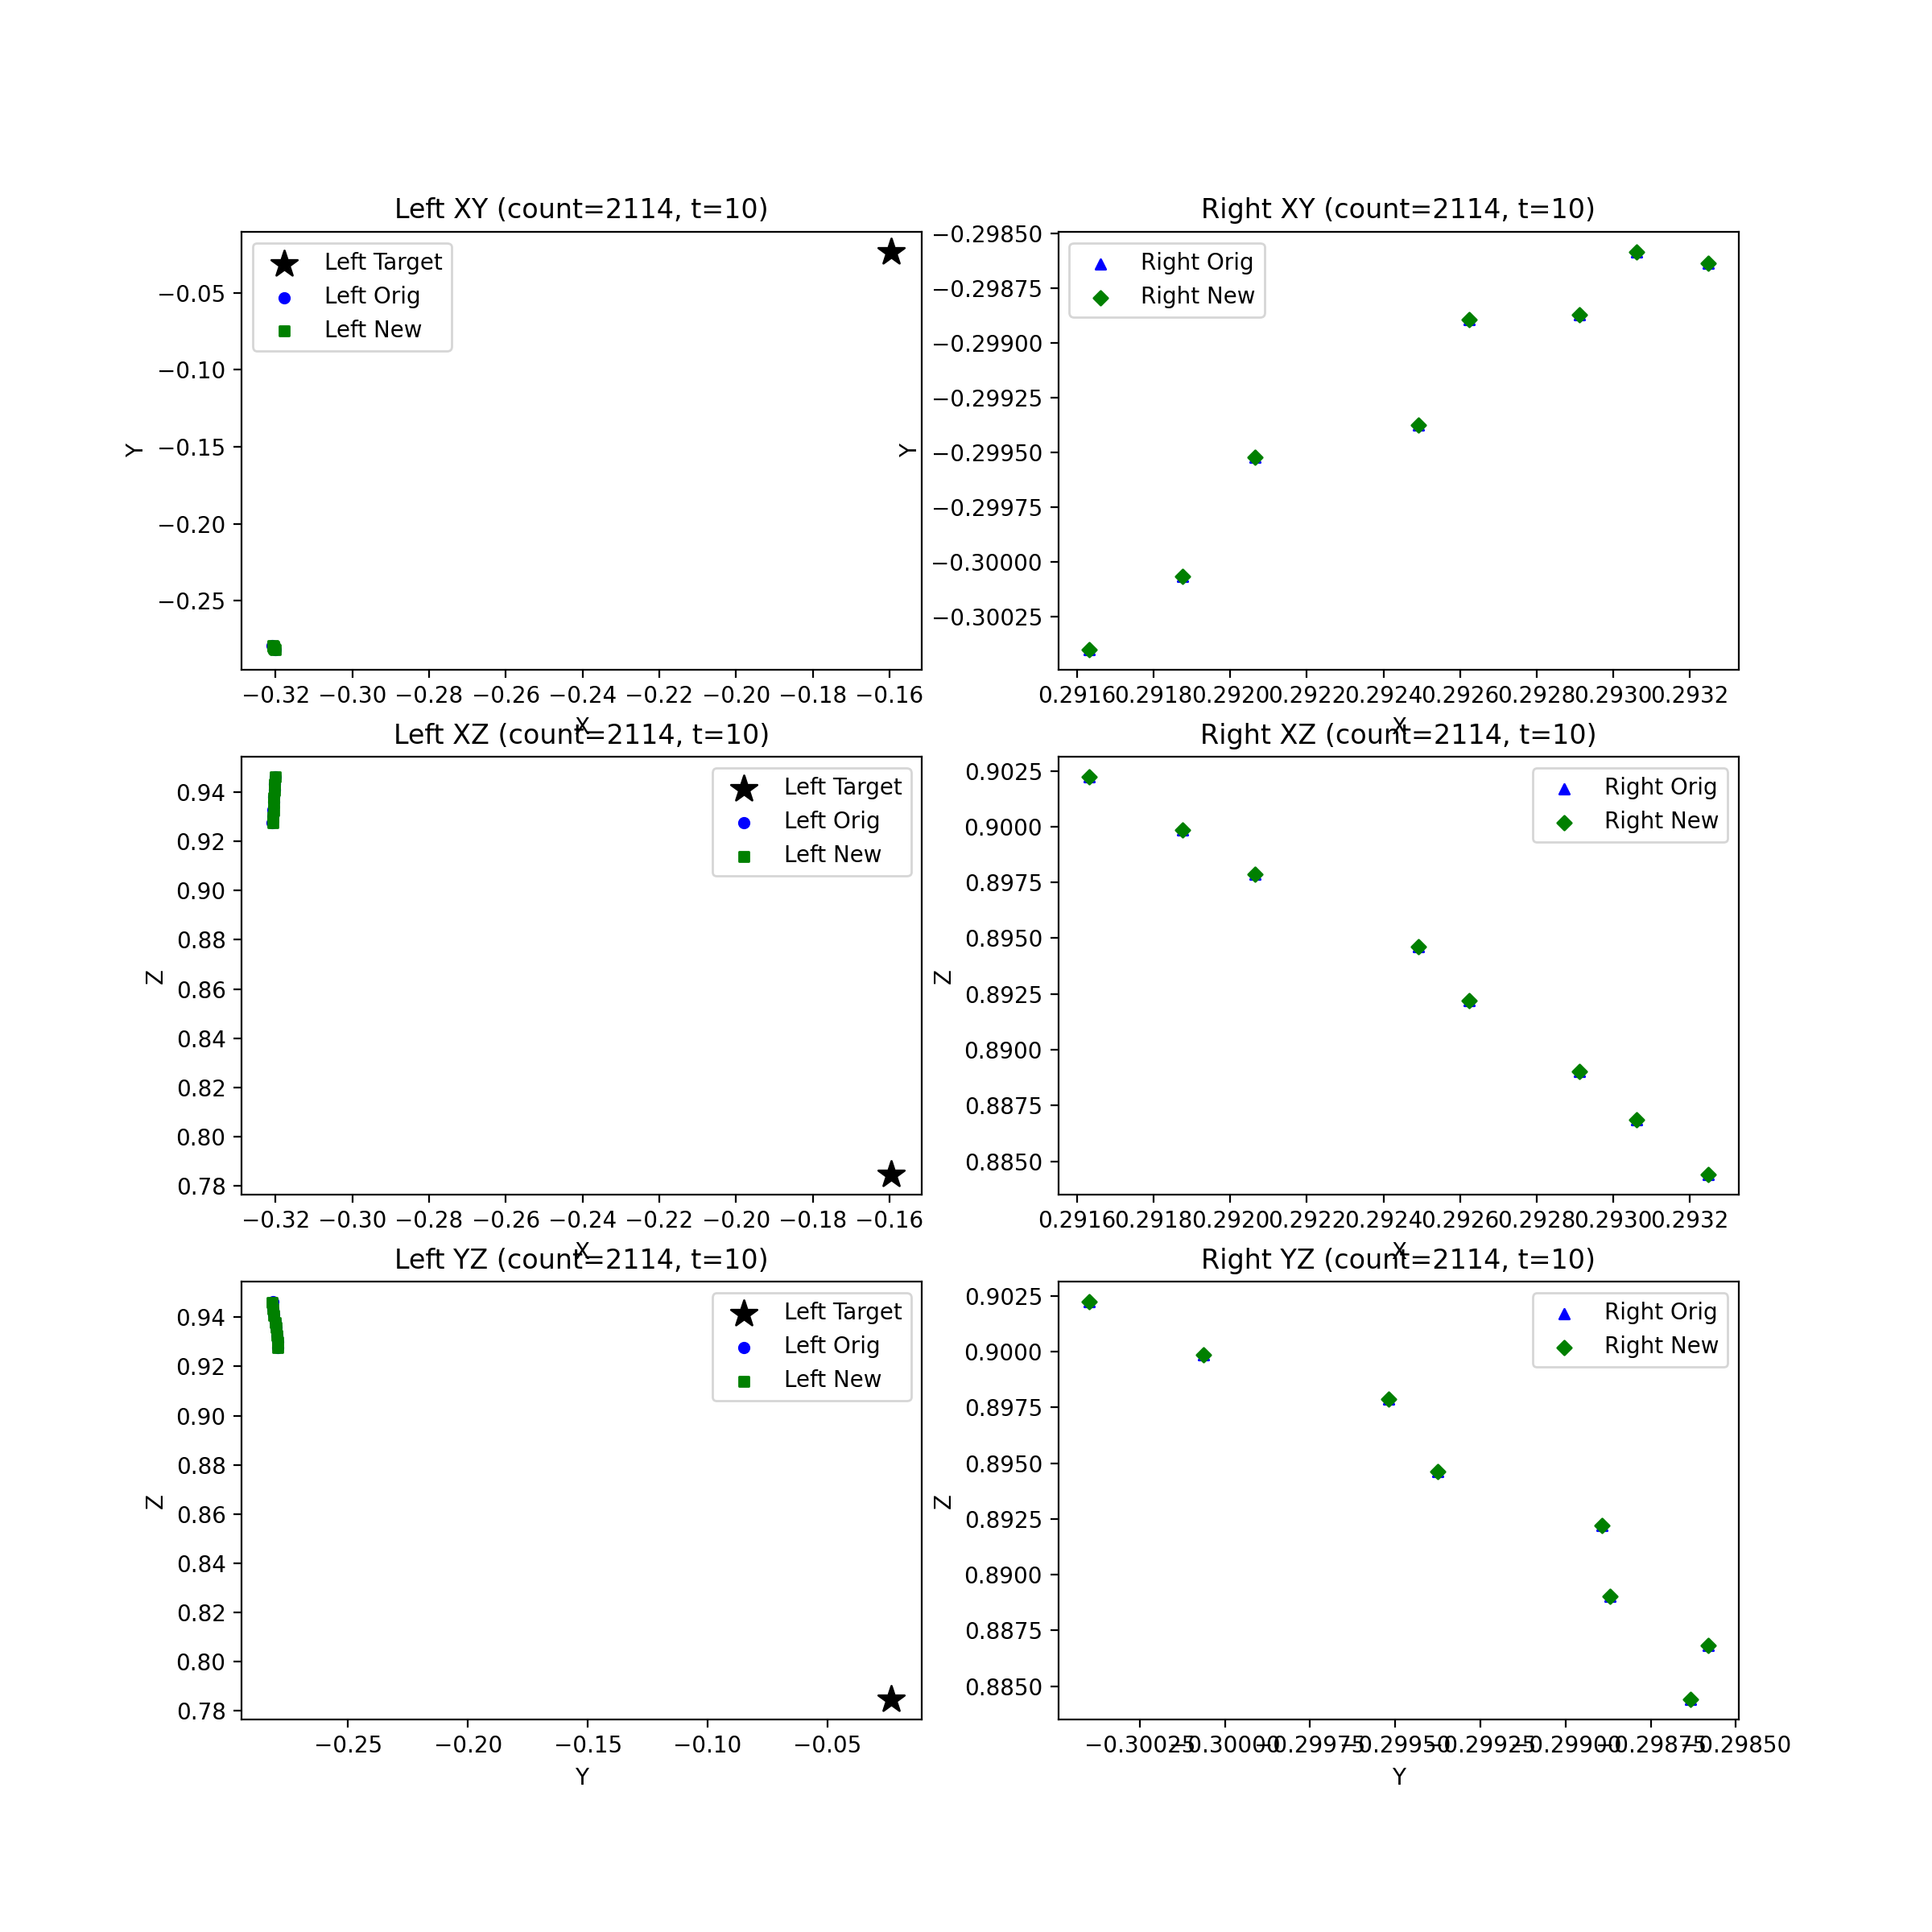 Left XY (count=2114, t=10)
Left Target
Left Orig
Left New
Y
−0.05
−0.10
−0.15
−0.20
−0.25
−0.32 −0.30 −0.28 −0.26 −0.24 −0.22 −0.20 −0.18 −0.16
X
Right XY (count=2114, t=10)
Right Orig
Right New
Y
−0.29850
−0.29875
−0.29900
−0.29925
−0.29950
−0.29975
−0.30000
−0.30025
0.2916 0.2918 0.2920 0.2922 0.2924 0.2926 0.2928 0.2930 0.2932
X
Left XZ (count=2114, t=10)
Left Target
Left Orig
Left New
Z
0.94
0.92
0.90
0.88
0.86
0.84
0.82
0.80
0.78
−0.32 −0.30 −0.28 −0.26 −0.24 −0.22 −0.20 −0.18 −0.16
X
Right XZ (count=2114, t=10)
Right Orig
Right New
Z
0.9025
0.9000
0.8975
0.8950
0.8925
0.8900
0.8875
0.8850
0.2916 0.2918 0.2920 0.2922 0.2924 0.2926 0.2928 0.2930 0.2932
X
Left YZ (count=2114, t=10)
Left Target
Left Orig
Left New
Z
0.94
0.92
0.90
0.88
0.86
0.84
0.82
0.80
0.78
−0.25 −0.20 −0.15 −0.10 −0.05
Y
Right YZ (count=2114, t=10)
Right Orig
Right New
Z
0.9025
0.9000
0.8975
0.8950
0.8925
0.8900
0.8875
0.8850
−0.30025 −0.30000 −0.29975 −0.29950 −0.29925 −0.29900 −0.29875 −0.29850
Y